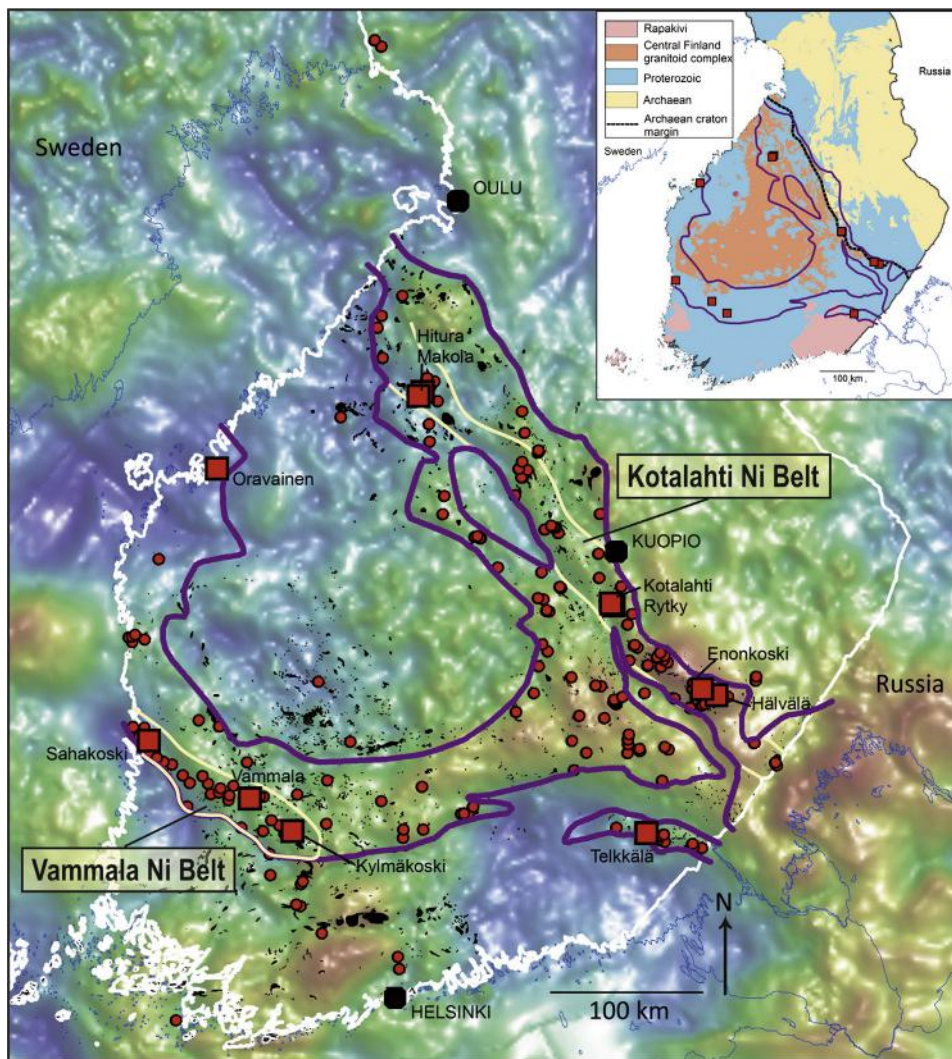 Sweden
OULU
Hitura
Makola
Oravainen
Kotalahti Ni Belt
KUOPIO
Kotalahti
Rytky
Enonkoski
Hälvälä
Russia
Sahakoski
Vammala
Vammala Ni Belt
Kylmäkoski
Telkkälä
N
100 km
HELSINKI
Rapakivi
Central Finland
granitoid complex
Proterozoic
Archaean
Archaean craton
margin
Russia
Sweden
100 km